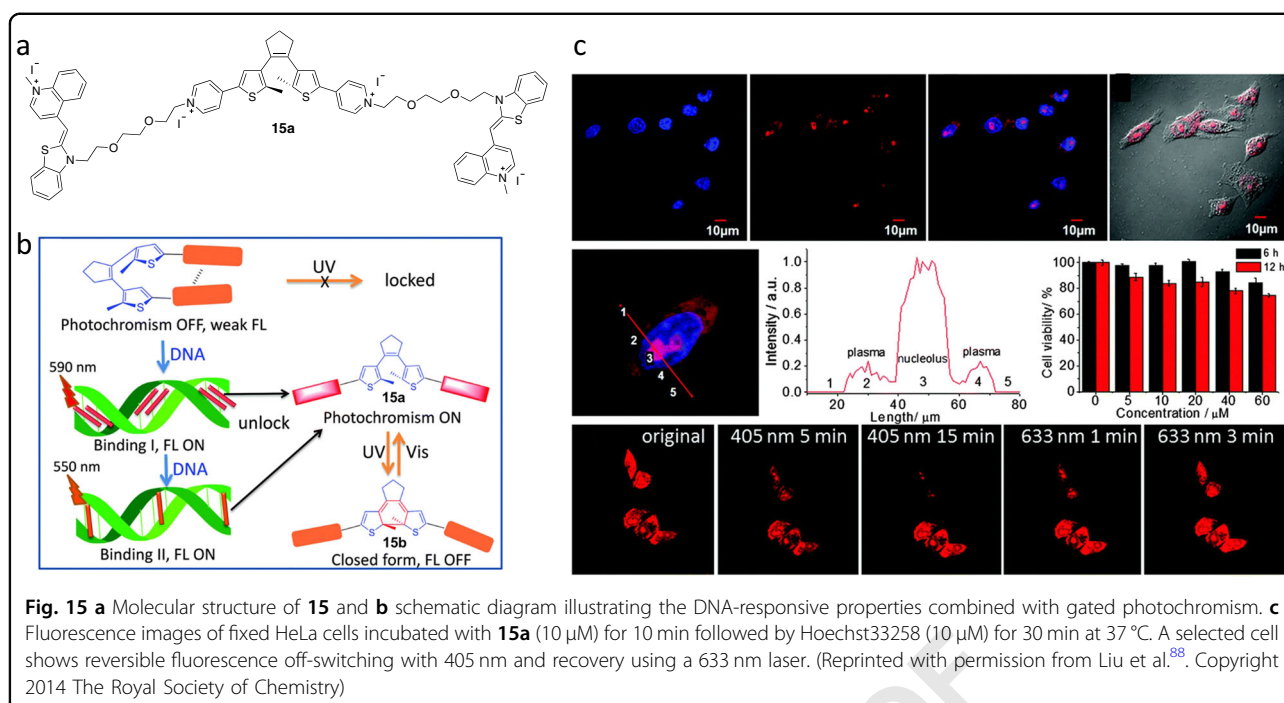 a
N
+
I⁻
I⁻
N
+
S
S
N
+
I⁻
O
O
O
O
N
S
S
N
15a
N
+
I⁻
b
S
S
UV
X
locked
Photochromism OFF, weak FL
DNA
590 nm
S
S
15a
unlock
Photochromism ON
Binding I, FL ON
550 nm
DNA
UV
Vis
S
S
15b
Binding II, FL ON
Closed form, FL OFF
c
10μm
10μm
10μm
10μm
1
2
3
4
5
Intensity / a.u.
1.0
0.8
0.6
0.4
0.2
0.0
plasma
nucleolus
plasma
1
2
3
4
5
20
40
60
80
Length/ μm
Cell viability/ %
100
80
60
40
20
0
6 h
12 h
0
5
10
20
40
60
Concentration / μM
original
405 nm 5 min
405 nm 15 min
633 nm 1 min
633 nm 3 min
Fig. 15 a Molecular structure of 15 and b schematic diagram illustrating the DNA-responsive properties combined with gated photochromism. c
Fluorescence images of fixed HeLa cells incubated with 15a (10 μM) for 10 min followed by Hoechst33258 (10 μM) for 30 min at 37 °C. A selected cell
shows reversible fluorescence off-switching with 405 nm and recovery using a 633 nm laser. (Reprinted with permission from Liu et al.88. Copyright
2014 The Royal Society of Chemistry)